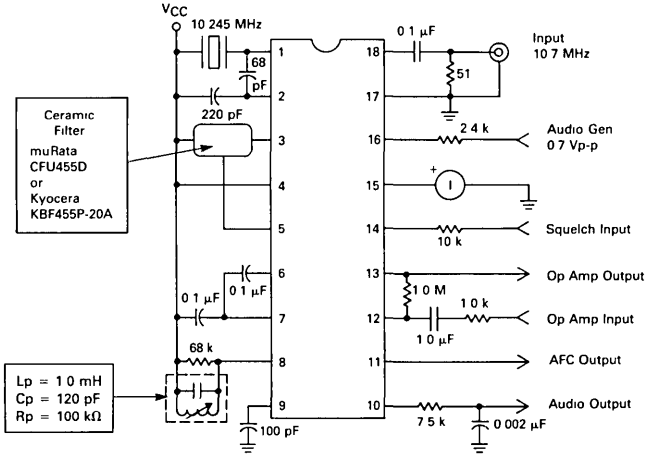 VCC
10 245 MHz
68
pF
220 pF
Ceramic
Filter
muRata
CFU455D
or
Kyocera
KBF455P-20A
0 1 µF
0 1 µF
68 k
Lp = 1 0 mH
Cp = 120 pF
Rp = 100 kΩ
100 pF
1
2
3
4
5
6
7
8
9
18
17
16
15
14
13
12
11
10
0 1 µF
Input
10 7 MHz
51
2 4 k
Audio Gen
0 7 Vp-p
+
I
10 k
Squelch Input
Op Amp Output
1 0 M
1 0 k
Op Amp Input
1 0 µF
AFC Output
7 5 k
Audio Output
0 002 µF